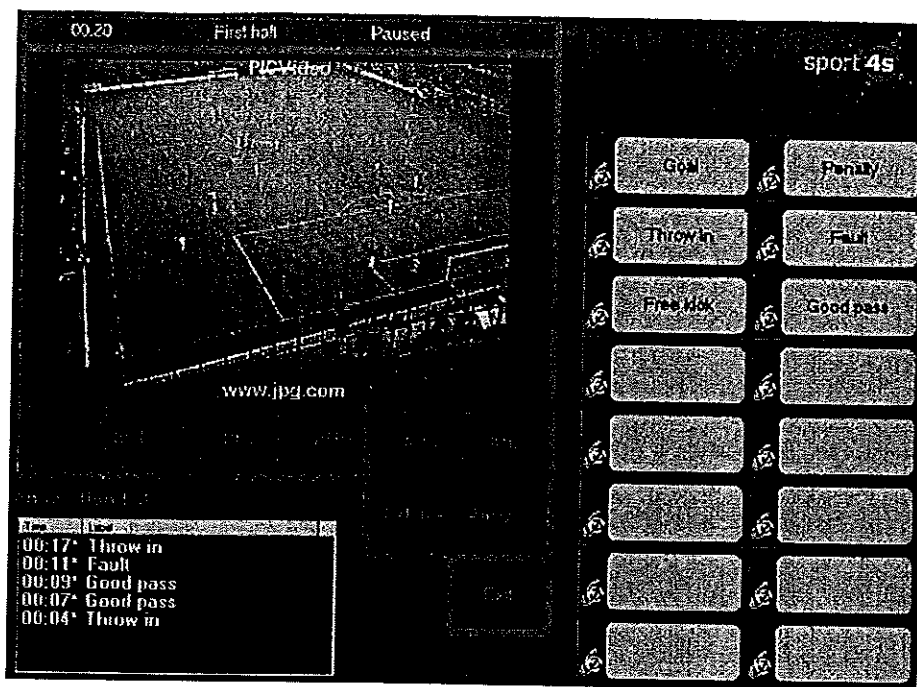 00:20 First half Paused
sport 4s
PICVideo
Goal Penalty
Throw in Fault
Free kick Good pass
www.jpg.com
00:17* Throw in
00:11* Fault
00:09* Good pass
00:07* Good pass
00:04* Throw in
Exit